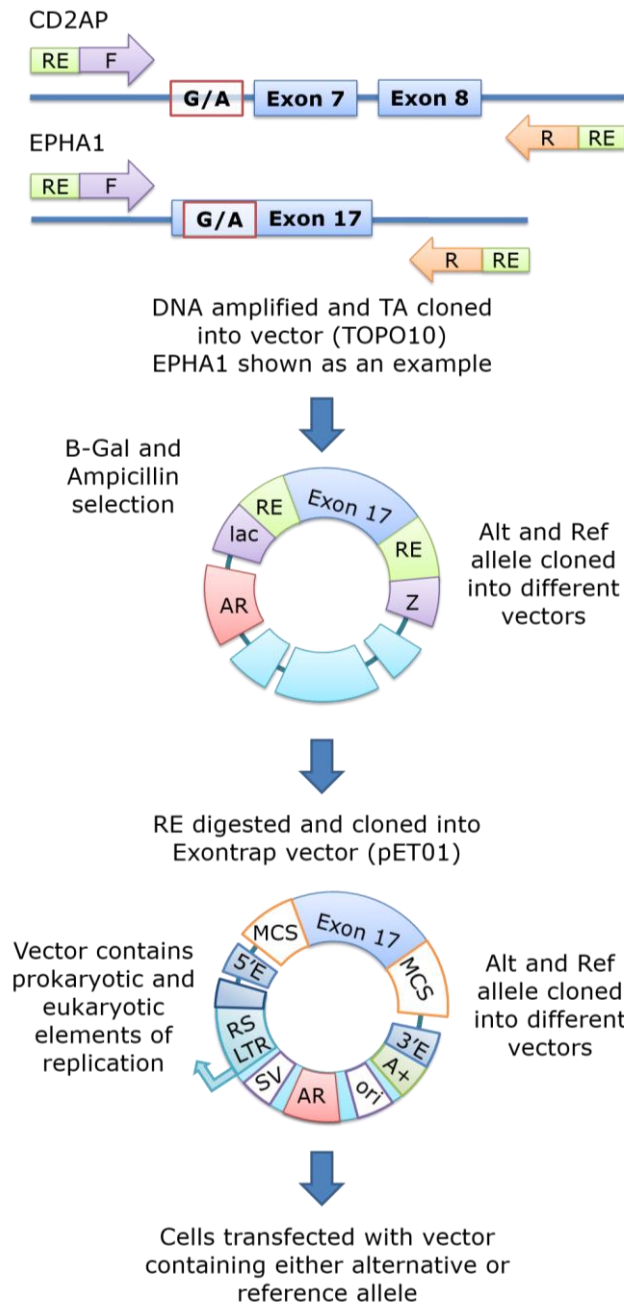 CD2AP
RE F
G/A Exon 7 Exon 8
R RE
EPHA1
RE F
G/A Exon 17
R RE
DNA amplified and TA cloned
into vector (TOPO10)
EPHA1 shown as an example
B-Gal and
Ampicillin
selection
RE Exon 17
lac RE
AR Z
Alt and Ref
allele cloned
into different
vectors
RE digested and cloned into
Exontrap vector (pET01)
Vector contains
prokaryotic and
eukaryotic
elements of
replication
MCS Exon 17
5'E MCS
RS 3'E
LTR A+
SV AR ori
Alt and Ref
allele cloned
into different
vectors
Cells transfected with vector
containing either alternative or
reference allele